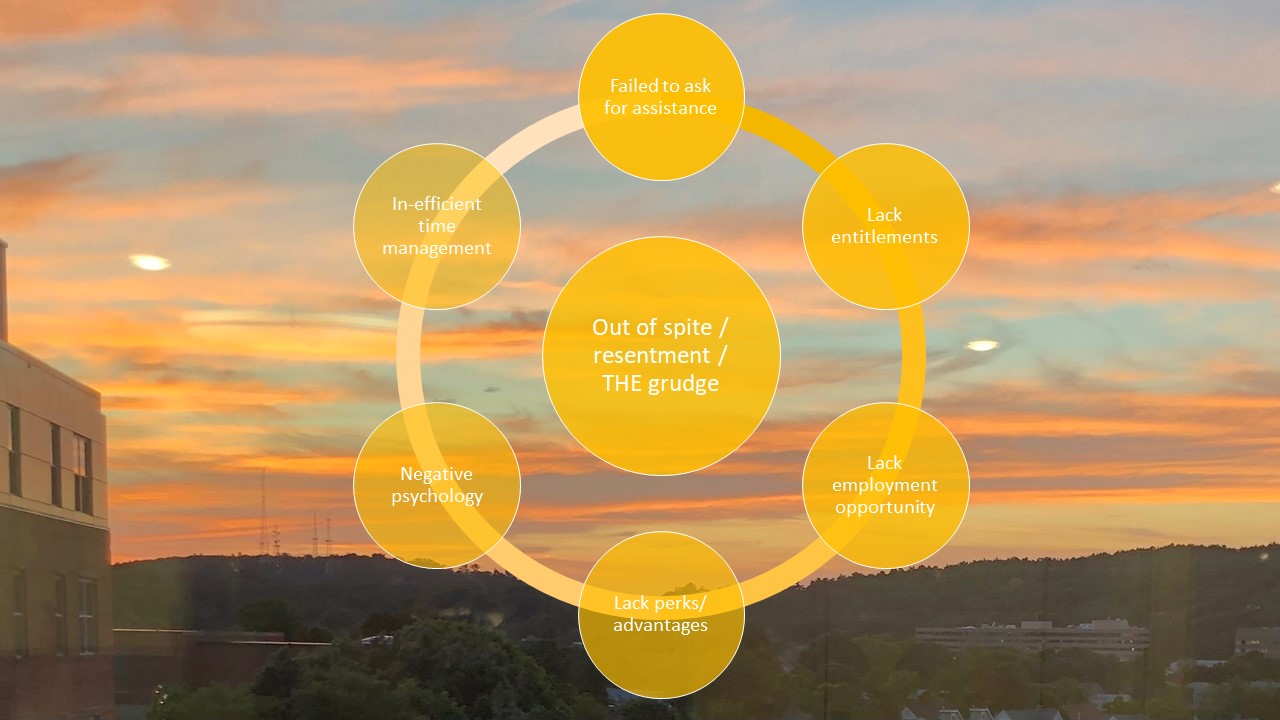 Failed to ask
for assistance
Lack
entitlements
Lack
employment
opportunity
Lack perks/
advantages
Negative
psychology
In-efficient
time
management
Out of spite /
resentment /
THE grudge